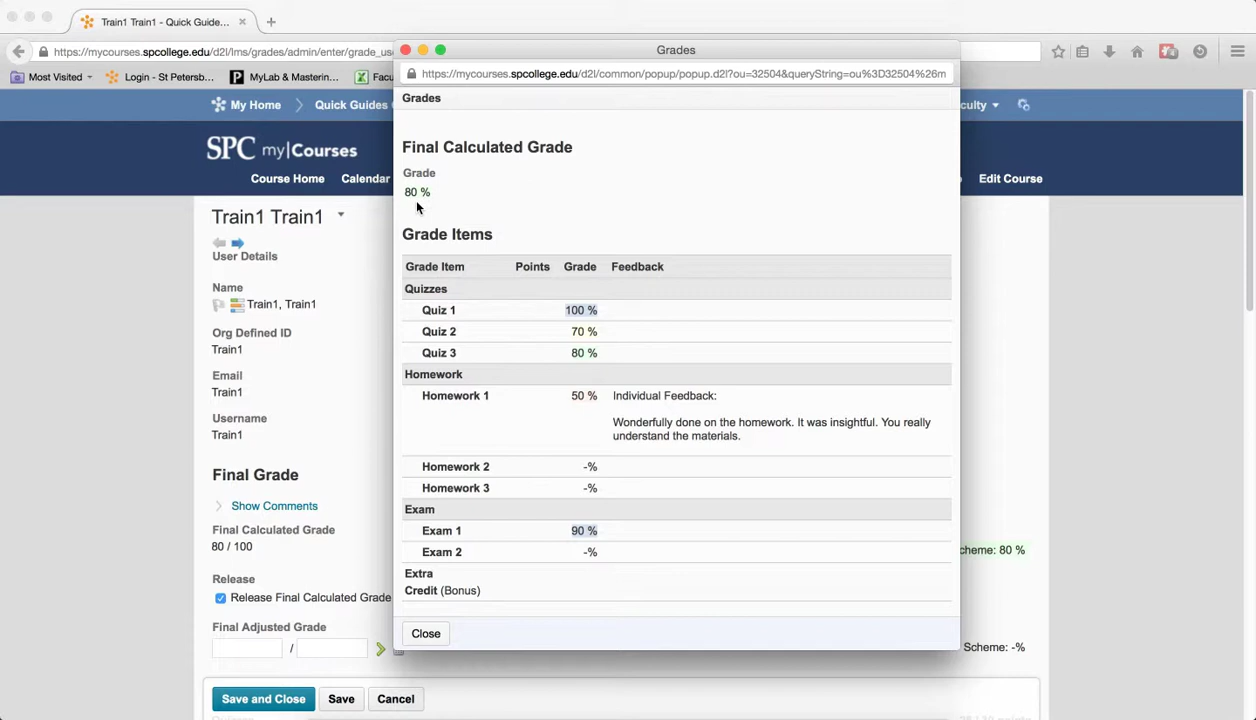 Train1 Train1 - Quick Guide...
Grades
https://mycourses.spcollege.edu/d2l/lms/grades/admin/enter/grade_us
https://mycourses.spcollege.edu/d2l/common/popup/popup.d2l?ou=32504&queryString=ou%3D32504%26m
Most Visited
Login - St Petersb...
MyLab & Mastering...
Facu
Grades
My Home
Quick Guides
culty
SPC my|Courses
Course Home
Calendar
Edit Course
Final Calculated Grade
Grade
80 %
Grade Items
Grade Item Points Grade Feedback
Quizzes
Quiz 1 100 %
Quiz 2 70 %
Quiz 3 80 %
Homework
Homework 1 50 % Individual Feedback:
Wonderfully done on the homework. It was insightful. You really
understand the materials.
Homework 2 -%
Homework 3 -%
Exam
Exam 1 90 %
Exam 2 -%
Extra
Credit (Bonus)
Close
Train1 Train1
User Details
Name
Train1, Train1
Org Defined ID
Train1
Email
Train1
Username
Train1
Final Grade
Show Comments
Final Calculated Grade
80 / 100
cheme: 80 %
Release
Release Final Calculated Grade
Final Adjusted Grade
/
Scheme: -%
Save and Close
Save
Cancel